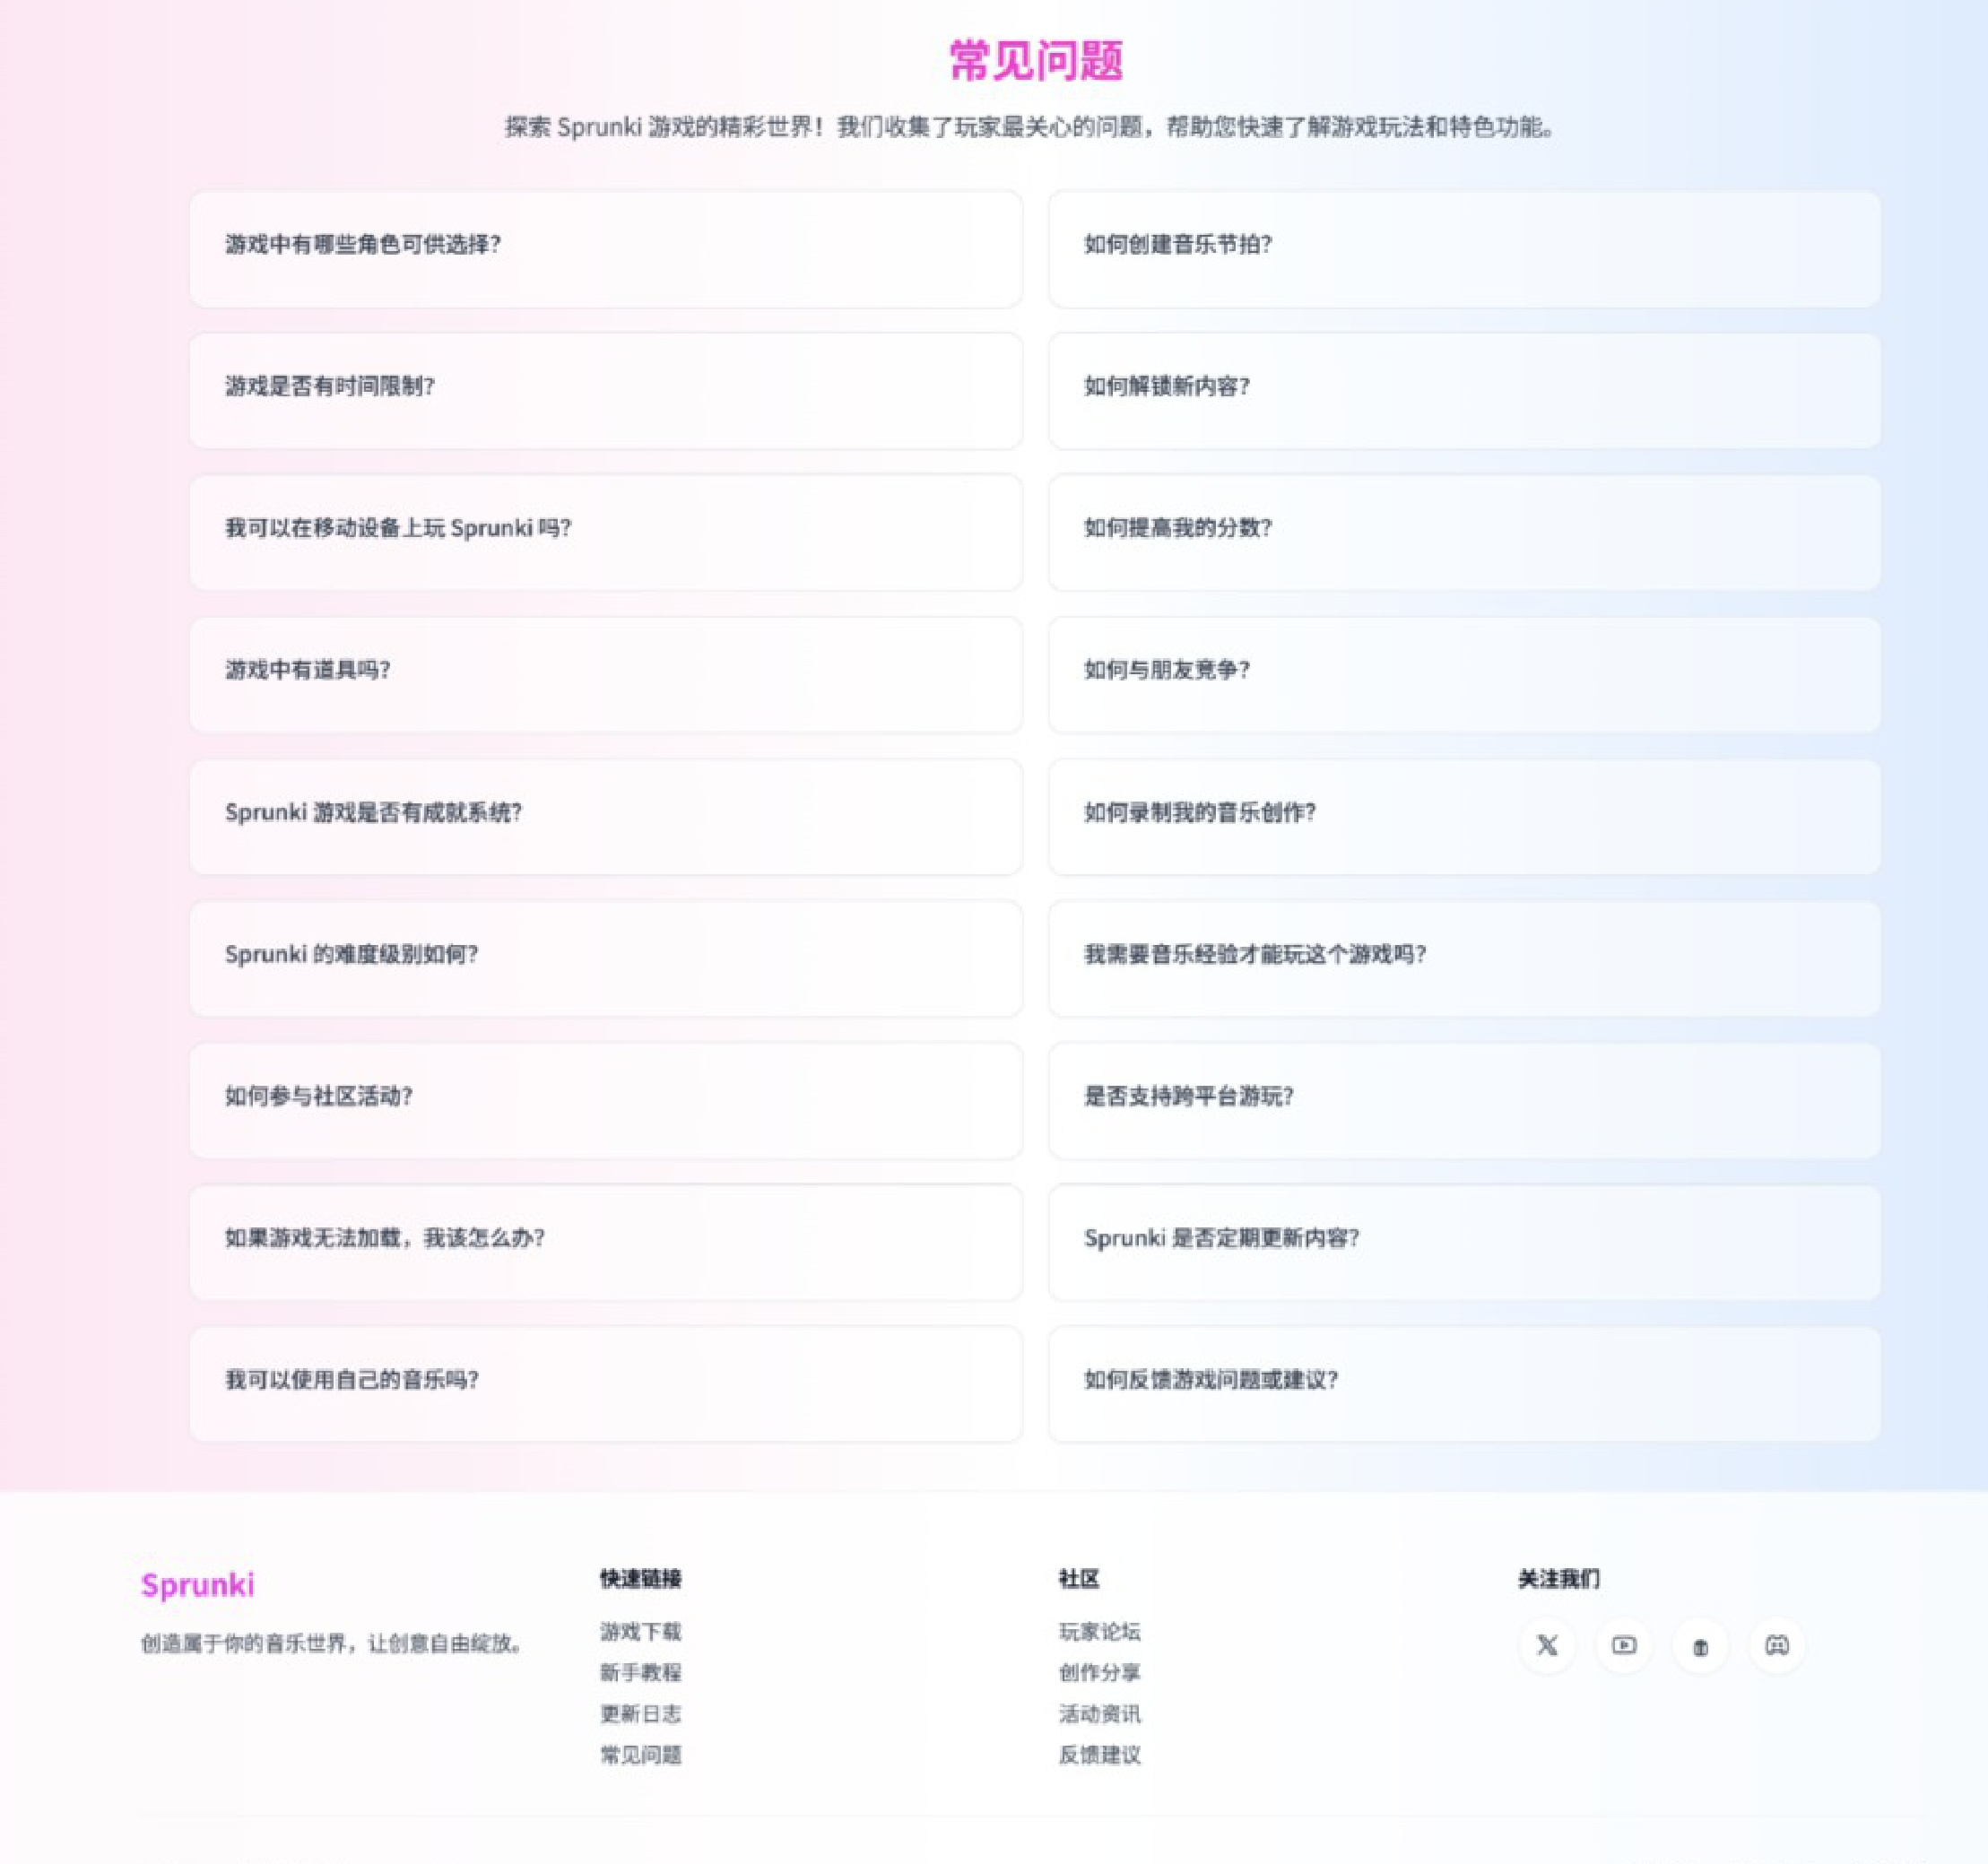 常见问题
探索 Sprunki 游戏的精彩世界！我们收集了玩家最关心的问题，帮助您快速了解游戏玩法和特色功能。
游戏中有哪些角色可供选择？
如何创建音乐节拍？
游戏是否有时间限制？
如何解锁新内容？
我可以在移动设备上玩 Sprunki 吗？
如何提高我的分数？
游戏中有道具吗？
如何与朋友竞争？
Sprunki 游戏是否有成就系统？
如何录制我的音乐创作？
Sprunki 的难度级别如何？
我需要音乐经验才能玩这个游戏吗？
如何参与社区活动？
是否支持跨平台游玩？
如果游戏无法加载，我该怎么办？
Sprunki 是否定期更新内容？
我可以使用自己的音乐吗？
如何反馈游戏问题或建议？
Sprunki
创造属于你的音乐世界，让创意自由绽放。
快速链接
游戏下载
新手教程
更新日志
常见问题
社区
玩家论坛
创作分享
活动资讯
反馈建议
关注我们